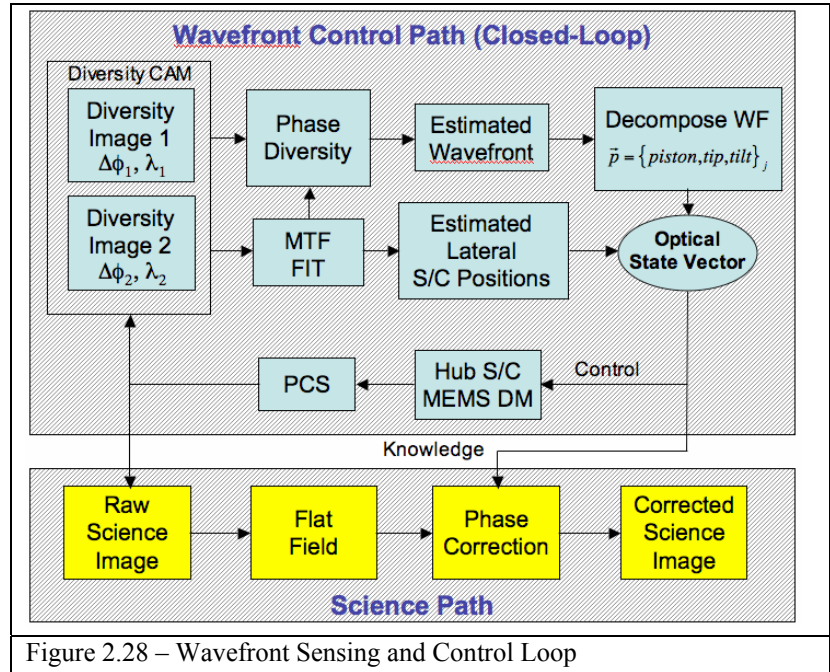 Wavefront Control Path (Closed-Loop)
Diversity CAM
Diversity
Image 1
Δϕ₁, λ₁
Phase
Diversity
Estimated
Wavefront
Decompose WF
p⃗ = {piston,tip,tilt}ⱼ
Diversity
Image 2
Δϕ₂, λ₂
MTF
FIT
Estimated
Lateral
S/C Positions
Optical
State Vector
PCS
Hub S/C
MEMS DM
Control
Knowledge
Raw
Science
Image
Flat
Field
Phase
Correction
Corrected
Science
Image
Science Path
Figure 2.28 – Wavefront Sensing and Control Loop